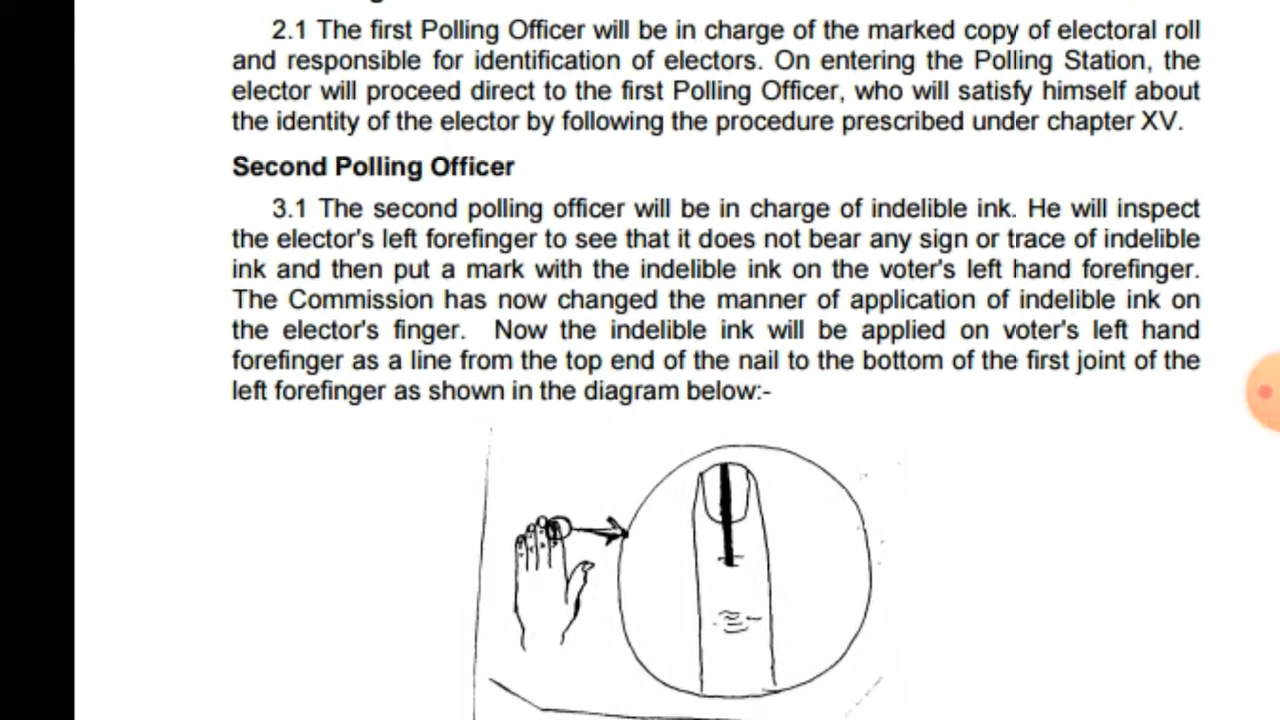 2.1 The first Polling Officer will be in charge of the marked copy of electoral roll
and responsible for identification of electors. On entering the Polling Station, the
elector will proceed direct to the first Polling Officer, who will satisfy himself about
the identity of the elector by following the procedure prescribed under chapter XV.
Second Polling Officer
3.1 The second polling officer will be in charge of indelible ink. He will inspect
the elector's left forefinger to see that it does not bear any sign or trace of indelible
ink and then put a mark with the indelible ink on the voter's left hand forefinger.
The Commission has now changed the manner of application of indelible ink on
the elector's finger. Now the indelible ink will be applied on voter's left hand
forefinger as a line from the top end of the nail to the bottom of the first joint of the
left forefinger as shown in the diagram below:-